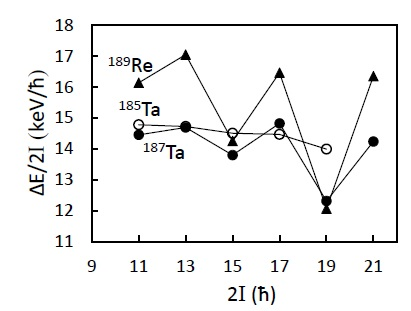 18
17
16
15
14
13
12
11
ΔE/2I (keV/ħ)
¹⁸⁹Re
¹⁸⁵Ta
¹⁸⁷Ta
9 11 13 15 17 19 21
2I (ħ)